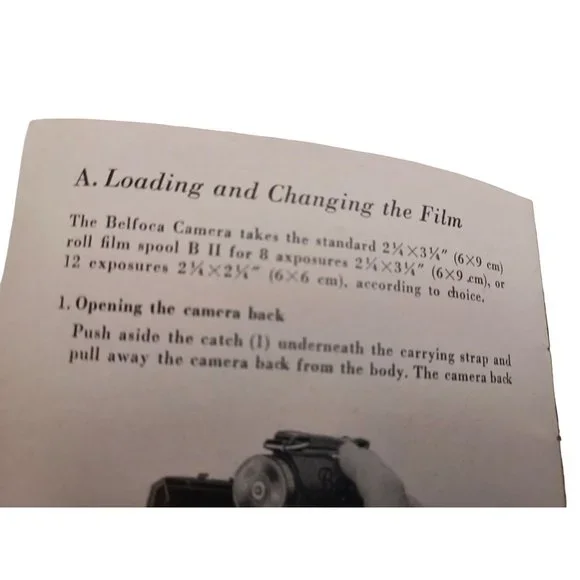 A. Loading and Changing the Film
The Belfoca Camera takes the standard 2¼×3¼" (6×9 cm)
roll film spool B II for 8 axposures 2¼×3¼" (6×9 cm), or
12 exposures 2¼×2¼" (6×6 cm), according to choice.
1. Opening the camera back
Push aside the catch (1) underneath the carrying strap and
pull away the camera back from the body. The camera back